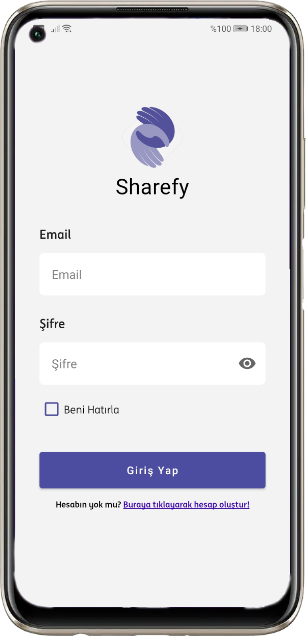 %100 18:00
Sharefy
Email
Email
Şifre
Şifre
Beni Hatırla
Giriş Yap
Hesabın yok mu? Buraya tıklayarak hesap oluştur!